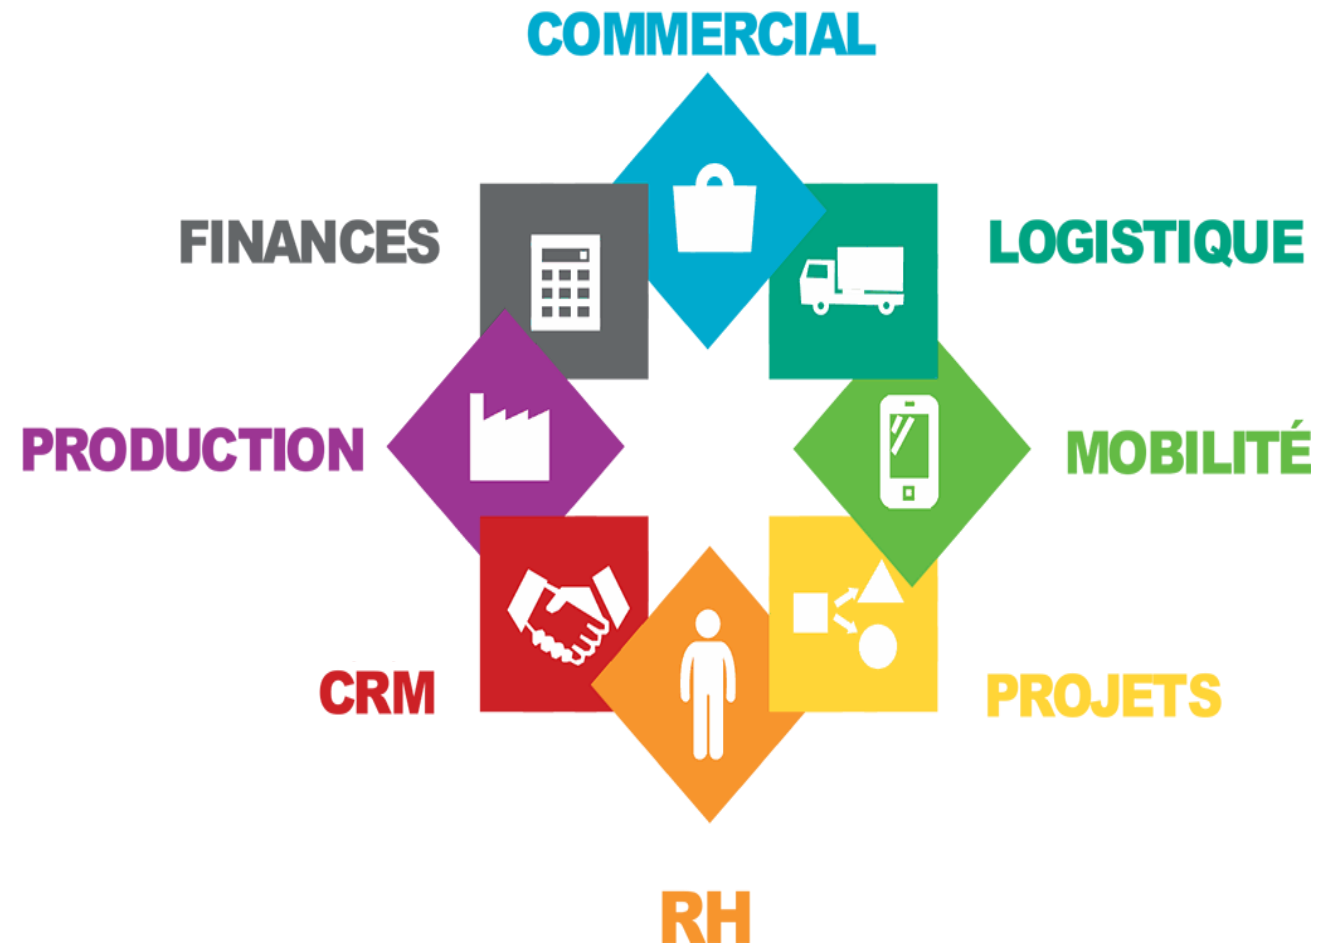 COMMERCIAL
FINANCES
LOGISTIQUE
PRODUCTION
MOBILITÉ
CRM
PROJETS
RH